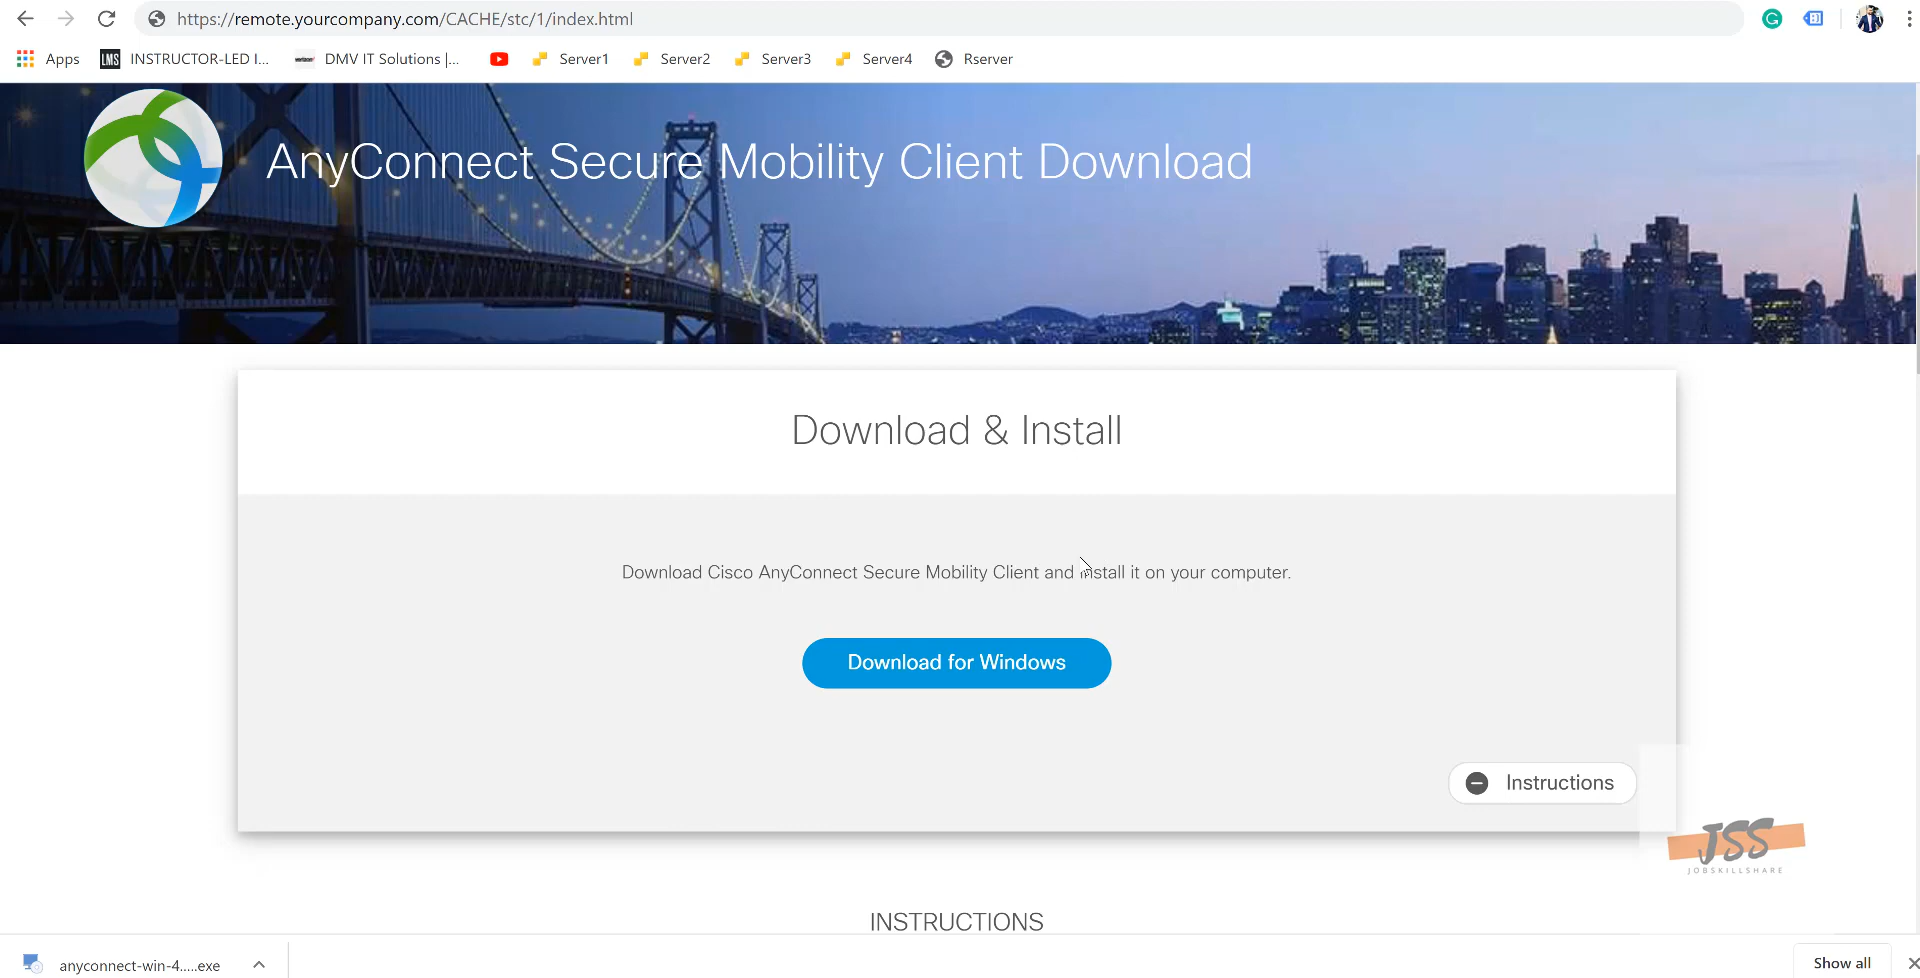 https://remote.yourcompany.com/CACHE/stc/1/index.html
Apps LMS INSTRUCTOR-LED I... DMV IT Solutions |... Server1 Server2 Server3 Server4 Rserver
AnyConnect Secure Mobility Client Download
Download & Install
Download Cisco AnyConnect Secure Mobility Client and install it on your computer.
Download for Windows
Instructions
JSS
JOBSKILLSHARE
INSTRUCTIONS
anyconnect-win-4.....exe
Show all